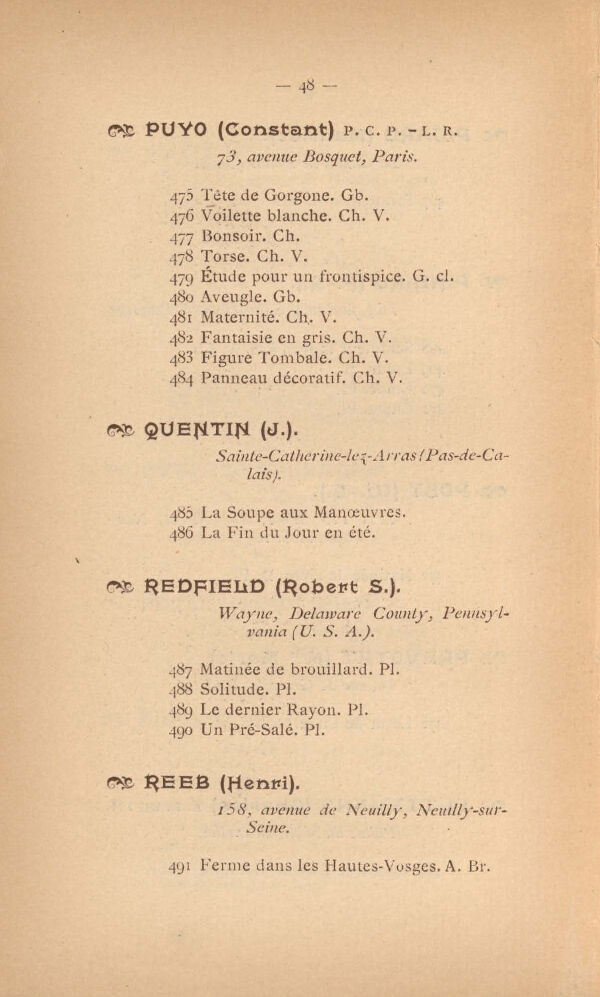 — 48 —
PUYO (Constant) P. C. P. - L. R.
73, avenue Bosquet, Paris.
475 Tête de Gorgone. Gb.
476 Voilette blanche. Ch. V.
477 Bonsoir. Ch.
478 Torse. Ch. V.
479 Étude pour un frontispice. G. cl.
480 Aveugle. Gb.
481 Maternité. Ch. V.
482 Fantaisie en gris. Ch. V.
483 Figure Tombale. Ch. V.
484 Panneau décoratif. Ch. V.
QUENTIN (J.).
Sainte-Catherine-lez-Arras (Pas-de-Ca-
lais).
485 La Soupe aux Manœuvres.
486 La Fin du Jour en été.
REDFIELD (Robert S.).
Wayne, Delaware County, Pennsyl-
vania (U. S. A.).
487 Matinée de brouillard. Pl.
488 Solitude. Pl.
489 Le dernier Rayon. Pl.
490 Un Pré-Salé. Pl.
REEB (Henri).
158, avenue de Neuilly, Neuilly-sur-
Seine.
491 Ferme dans les Hautes-Vosges. A. Br.